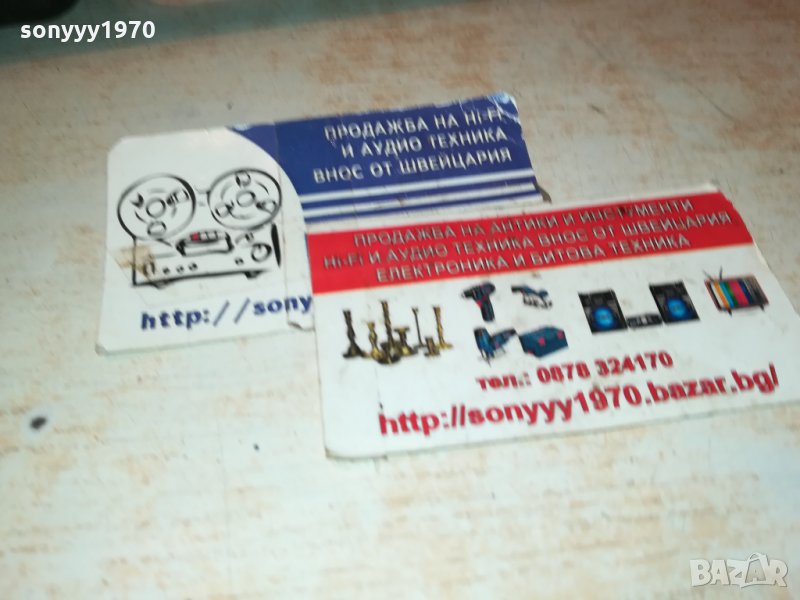 sonyyy1970
ПРОДАЖБА НА HI-FI
И АУДИО ТЕХНИКА
ВНОС ОТ ШВЕЙЦАРИЯ
http://sony
ПРОДАЖБА НА АНТИКИ И ИНСТРУМЕНТИ
HI-FI И АУДИО ТЕХНИКА ВНОС ОТ ШВЕЙЦАРИЯ
ЕЛЕКТРОНИКА И БИТОВА ТЕХНИКА
тел.: 0878 324170
http://sonyyy1970.bazar.bg/
BAZAR